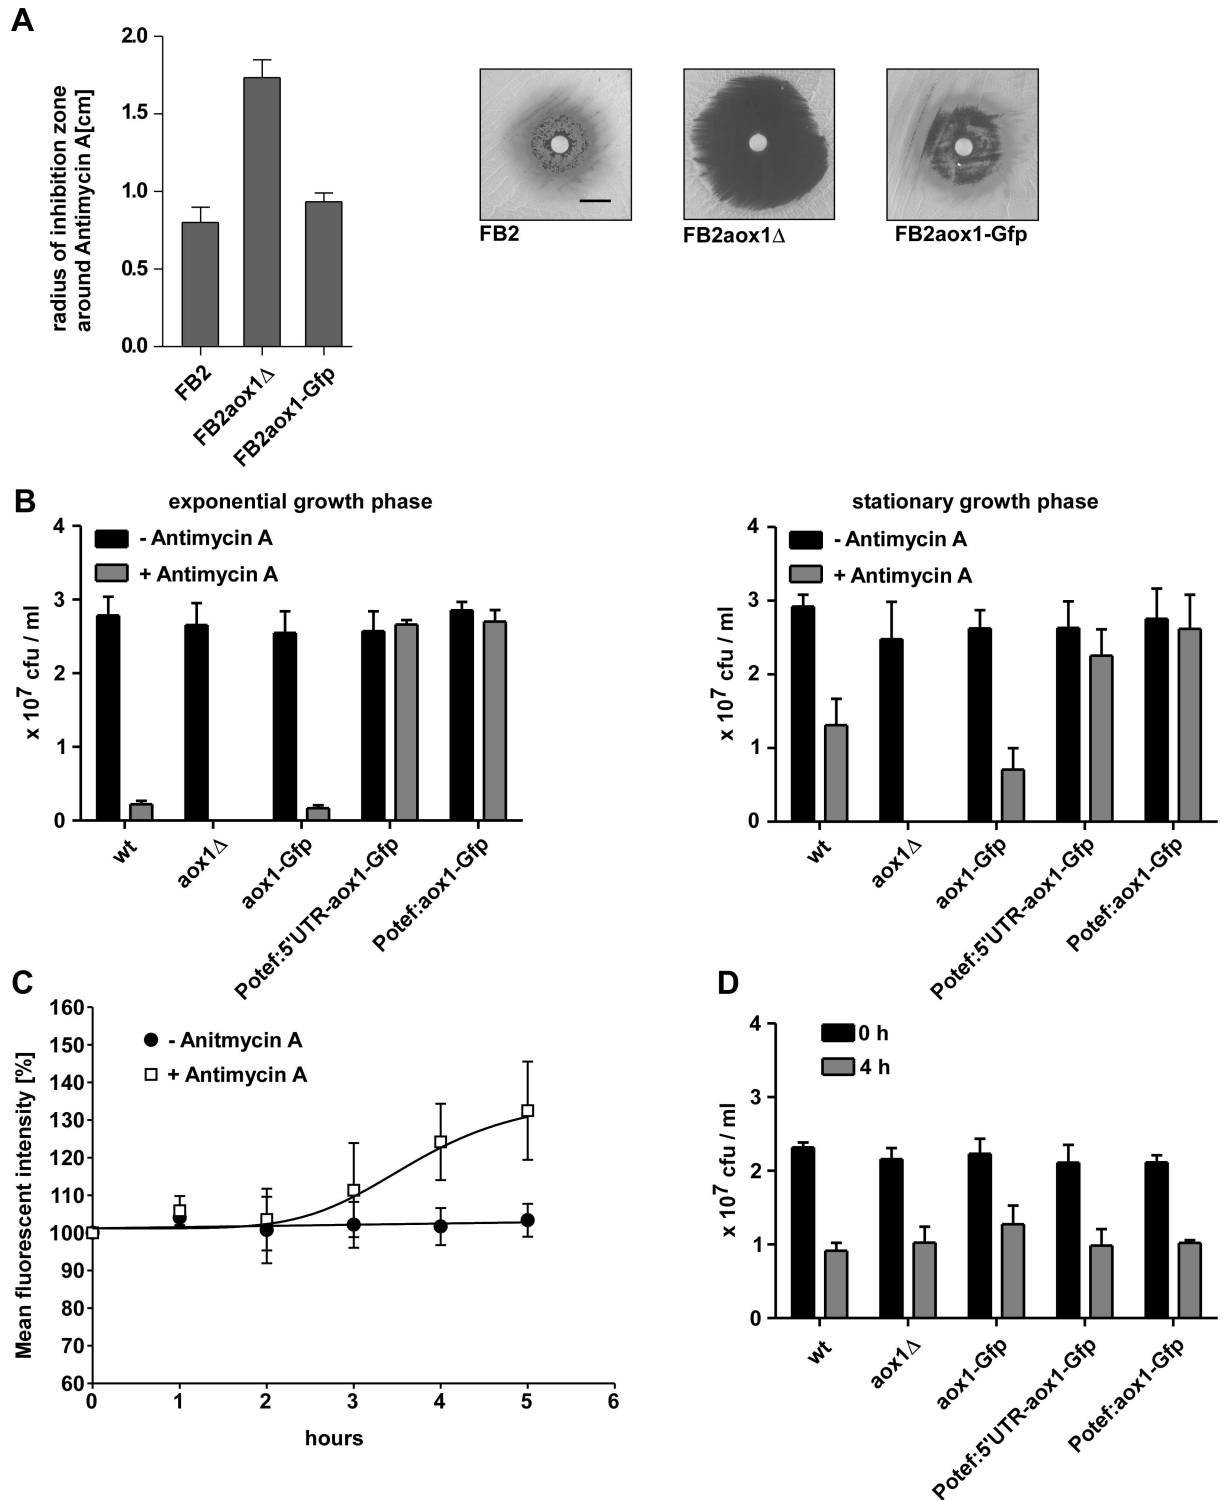 A
radius of inhibition zone
around Antimycin A[cm]
2.0
1.5
1.0
0.5
0.0
FB2
FB2aox1Δ
FB2aox1-Gfp
FB2
FB2aox1Δ
FB2aox1-Gfp
B
exponential growth phase
x 10⁷ cfu / ml
4
3
2
1
0
- Antimycin A
+ Antimycin A
wt
aox1Δ
aox1-Gfp
Potef:5'UTR-aox1-Gfp
Potef:aox1-Gfp
stationary growth phase
x 10⁷ cfu / ml
4
3
2
1
0
- Antimycin A
+ Antimycin A
wt
aox1Δ
aox1-Gfp
Potef:5'UTR-aox1-Gfp
Potef:aox1-Gfp
C
Mean fluorescent intensity [%]
160
150
140
130
120
110
100
90
80
70
60
- Anitmycin A
+ Antimycin A
0 1 2 3 4 5 6
hours
D
x 10⁷ cfu / ml
4
3
2
1
0
0 h
4 h
wt
aox1Δ
aox1-Gfp
Potef:5'UTR-aox1-Gfp
Potef:aox1-Gfp